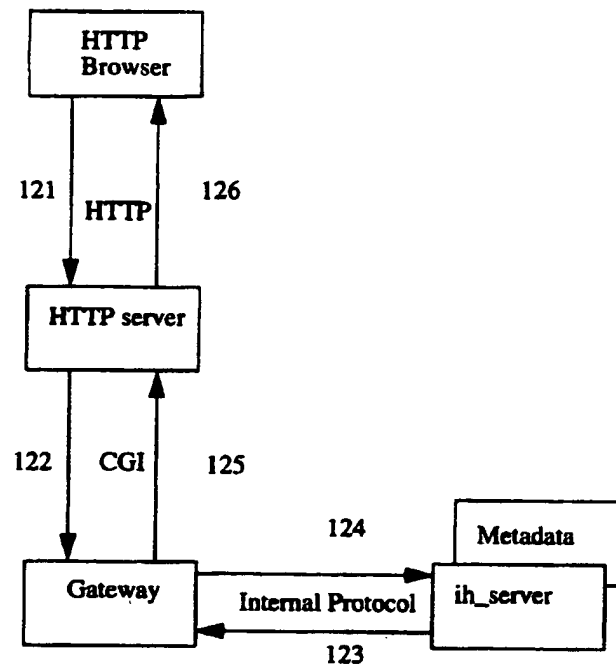 HTTP
Browser
121
HTTP
126
HTTP server
122
CGI
125
124
Metadata
Gateway
Internal Protocol
ih_server
123